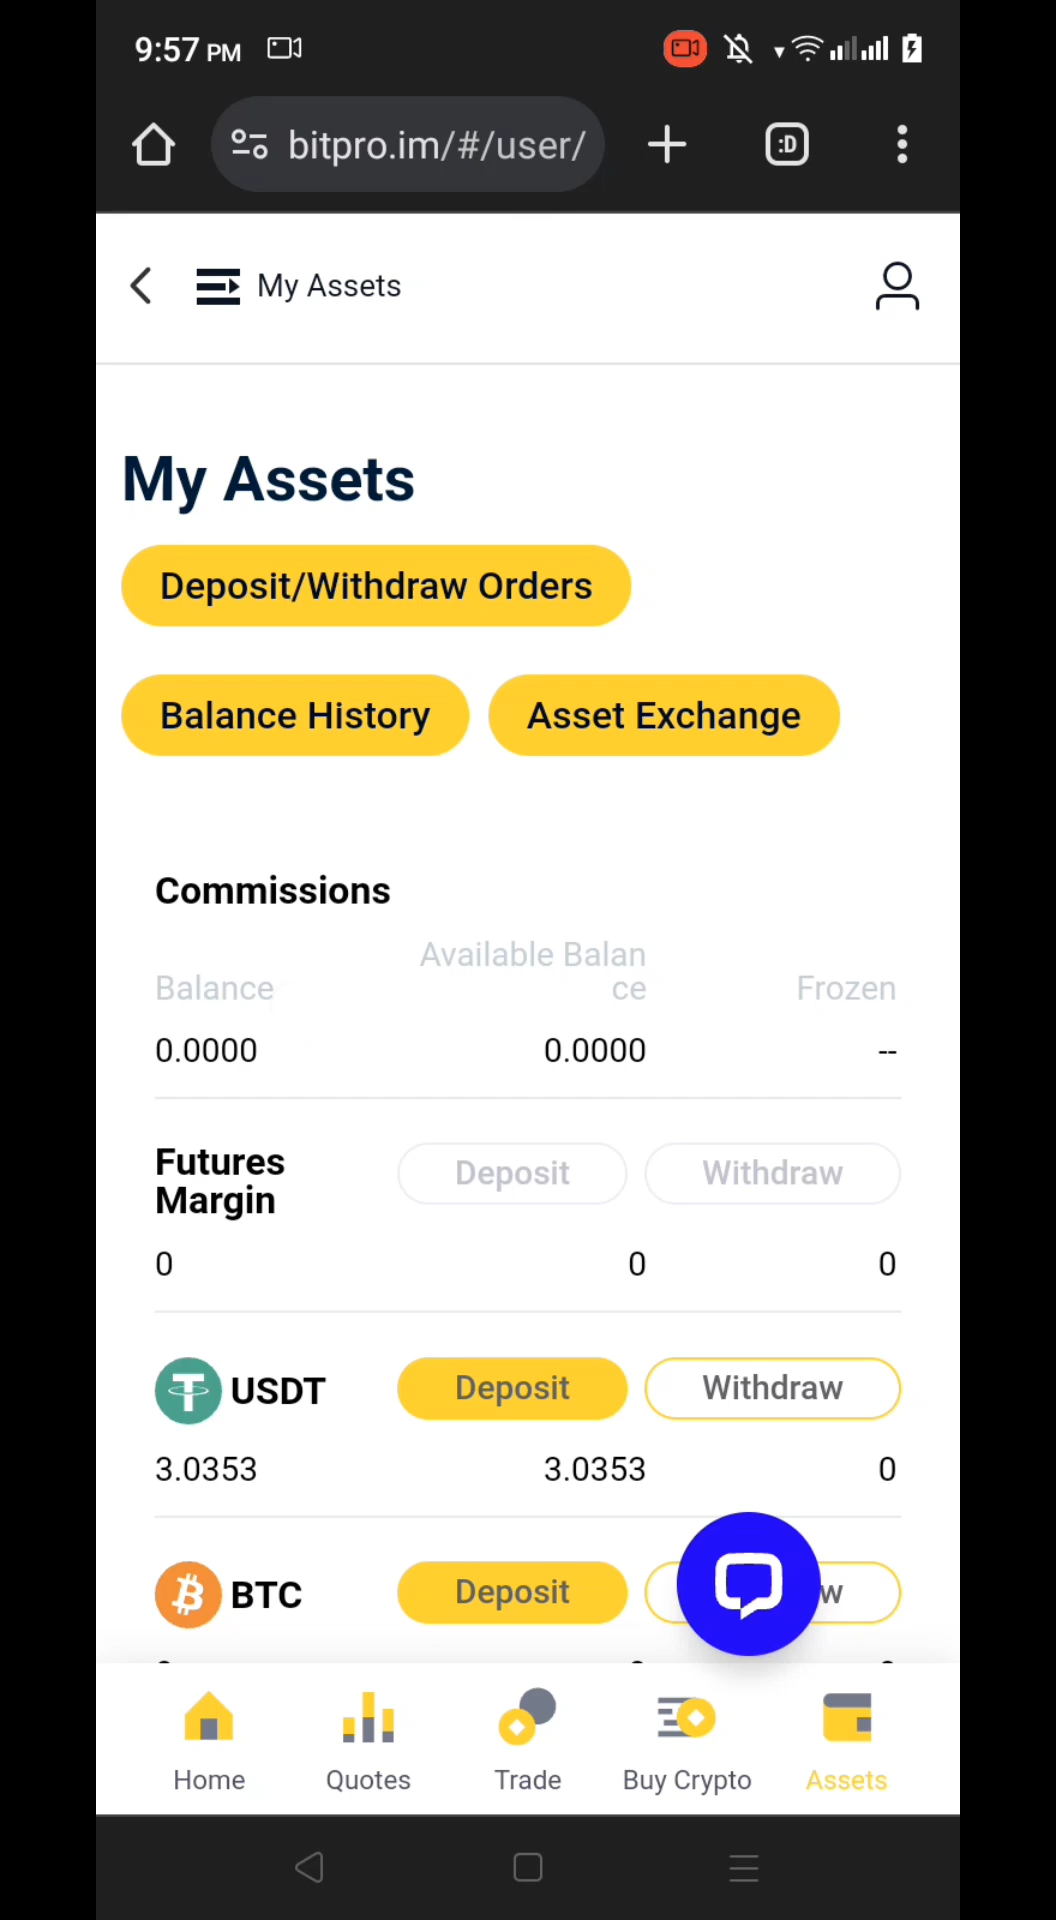 9:57 PM
bitpro.im/#/user/
:D
My Assets
My Assets
Deposit/Withdraw Orders
Balance History
Asset Exchange
Commissions
Balance
Available Balan
ce
Frozen
0.0000
0.0000
--
Futures
Margin
Deposit
Withdraw
0
0
0
USDT
Deposit
Withdraw
3.0353
3.0353
0
BTC
Deposit
w
Home
Quotes
Trade
Buy Crypto
Assets